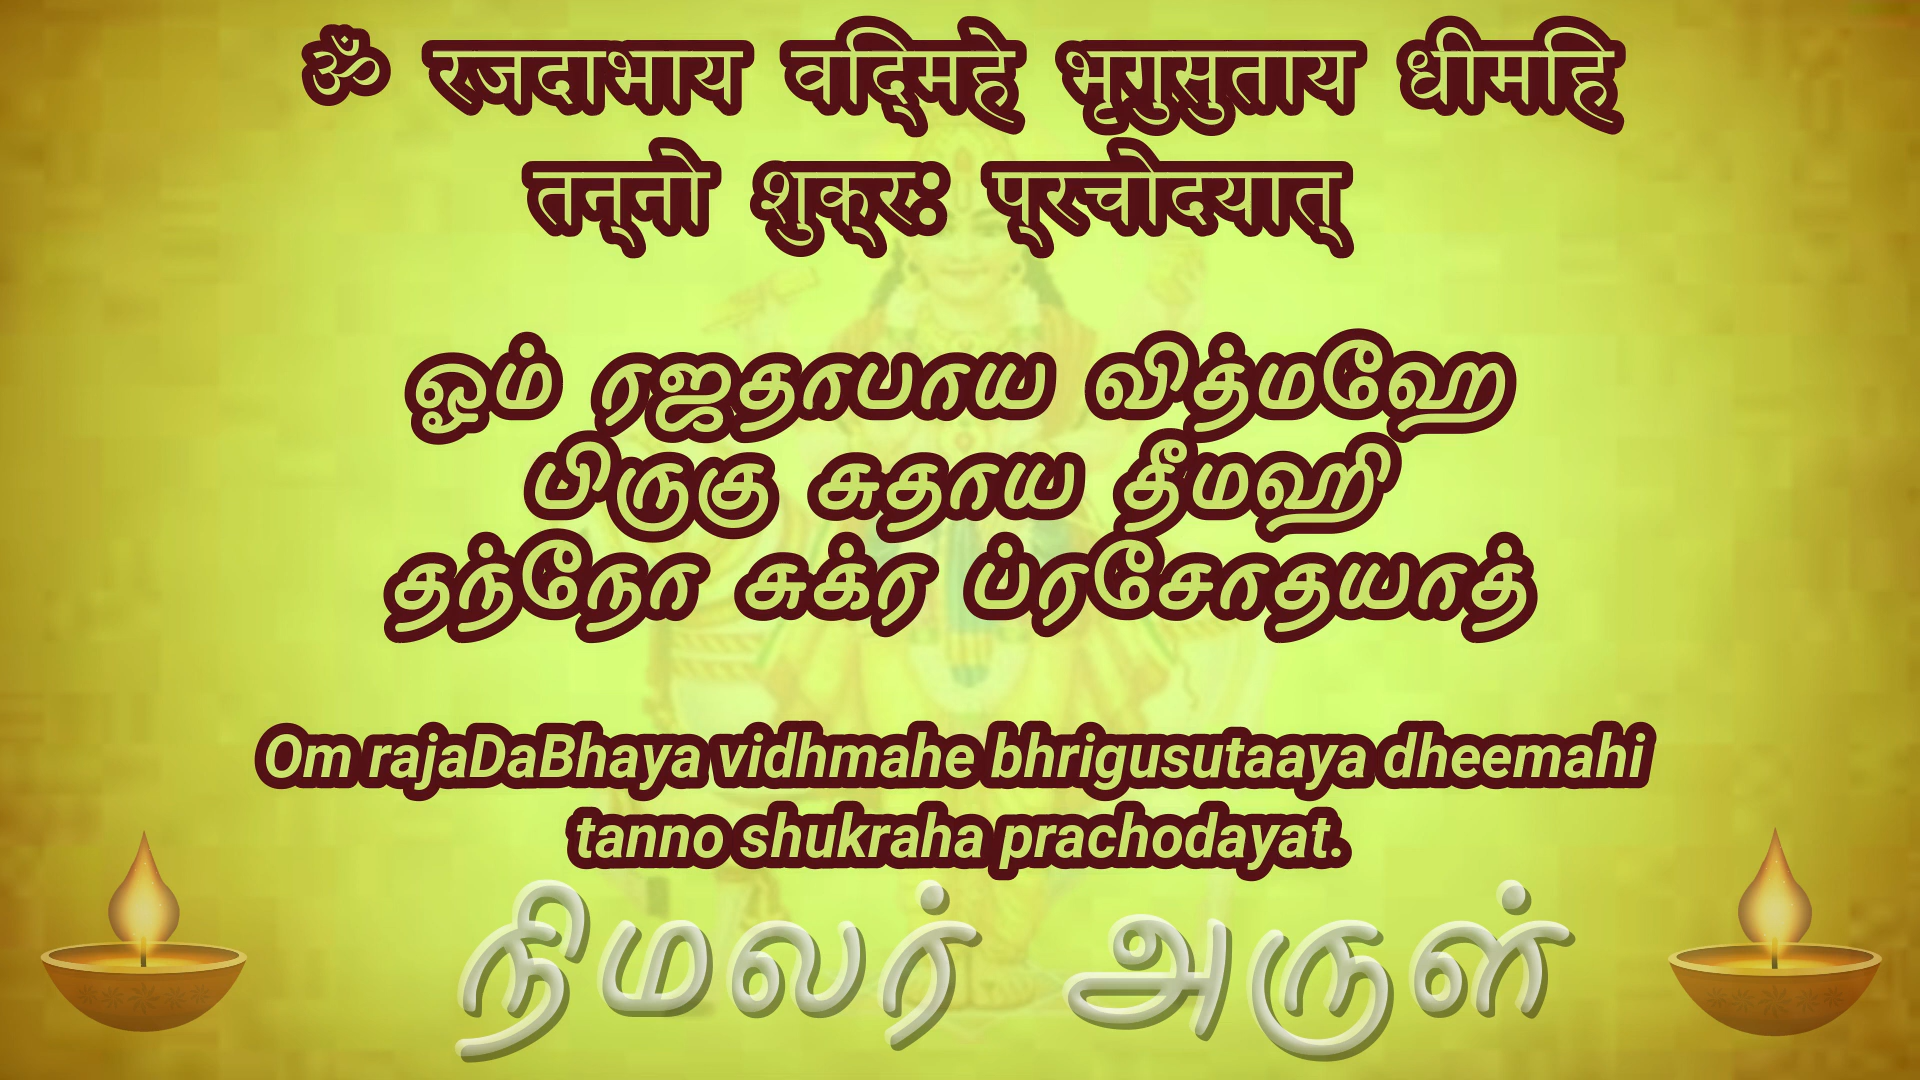 ॐ रजदाभाय वदि्महे भृगुसुताय धीमहि
तन्नो शुक्रः प्रचोदयात्
ஓம் ரஜதாபாய வித்மஹே
பிருகு சுதாய தீமஹி
தந்நோ சுக்ர ப்ரசோதயாத்
Om rajaDaBhaya vidhmahe bhrigusutaaya dheemahi
tanno shukraha prachodayat.
நிமலர் அருள்